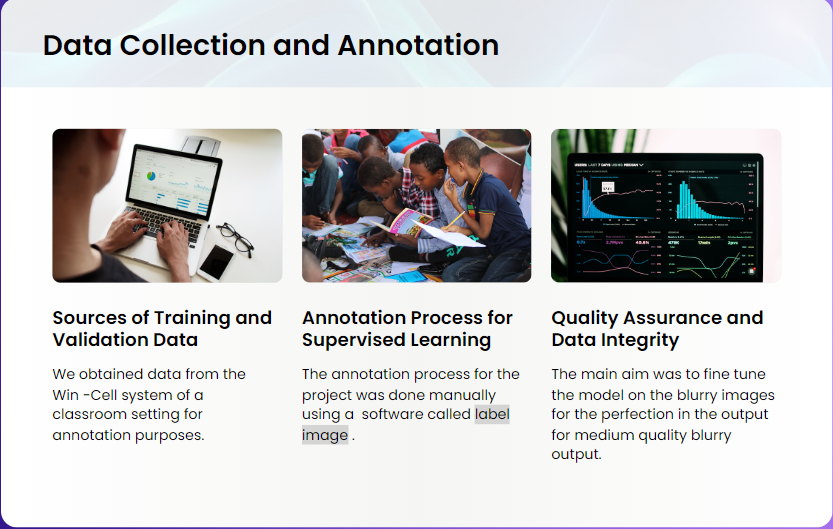 Data Collection and Annotation
Sources of Training and
Validation Data
We obtained data from the
Win -Cell system of a
classroom setting for
annotation purposes.
Annotation Process for
Supervised Learning
The annotation process for the
project was done manually
using a  software called label
image .
Quality Assurance and
Data Integrity
The main aim was to fine tune
the model on the blurry images
for the perfection in the output
for medium quality blurry
output.